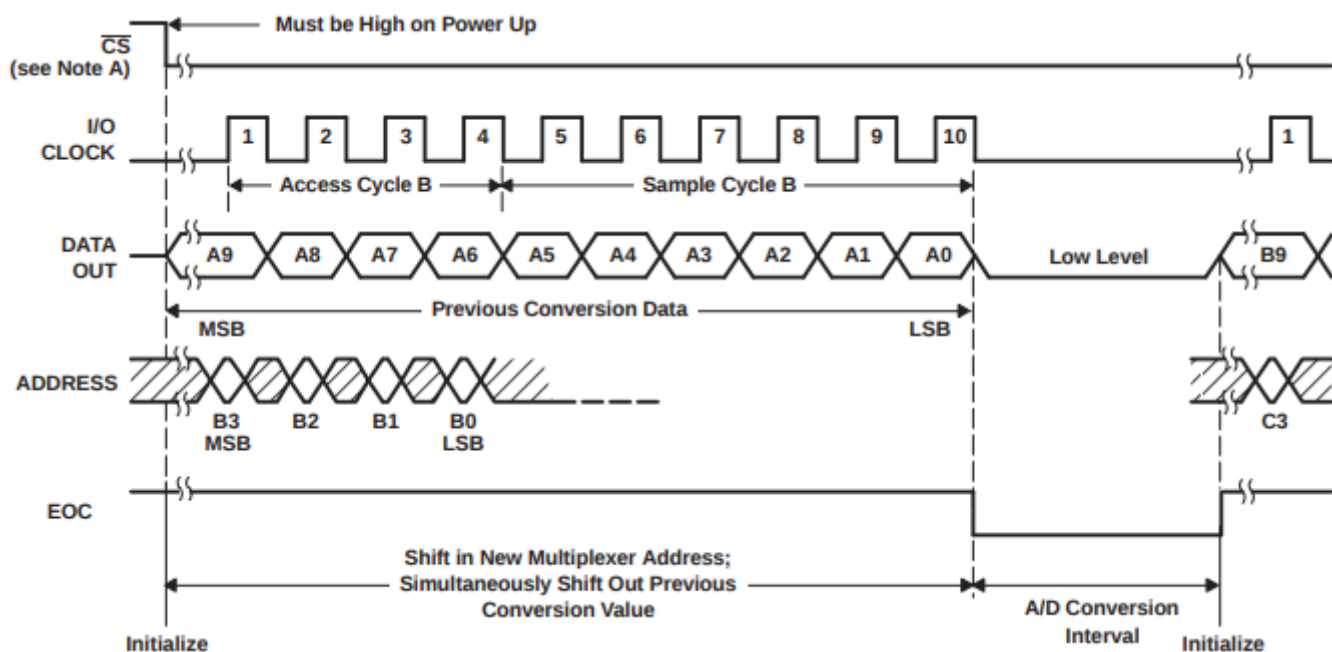 Must be High on Power Up
CS
(see Note A)
I/O
CLOCK
1 2 3 4 5 6 7 8 9 10 1
Access Cycle B Sample Cycle B
DATA
OUT
A9 A8 A7 A6 A5 A4 A3 A2 A1 A0 Low Level B9
Previous Conversion Data
MSB LSB
ADDRESS
B3 B2 B1 B0 C3
MSB LSB
EOC
Shift in New Multiplexer Address;
Simultaneously Shift Out Previous
Conversion Value
A/D Conversion
Interval
Initialize Initialize